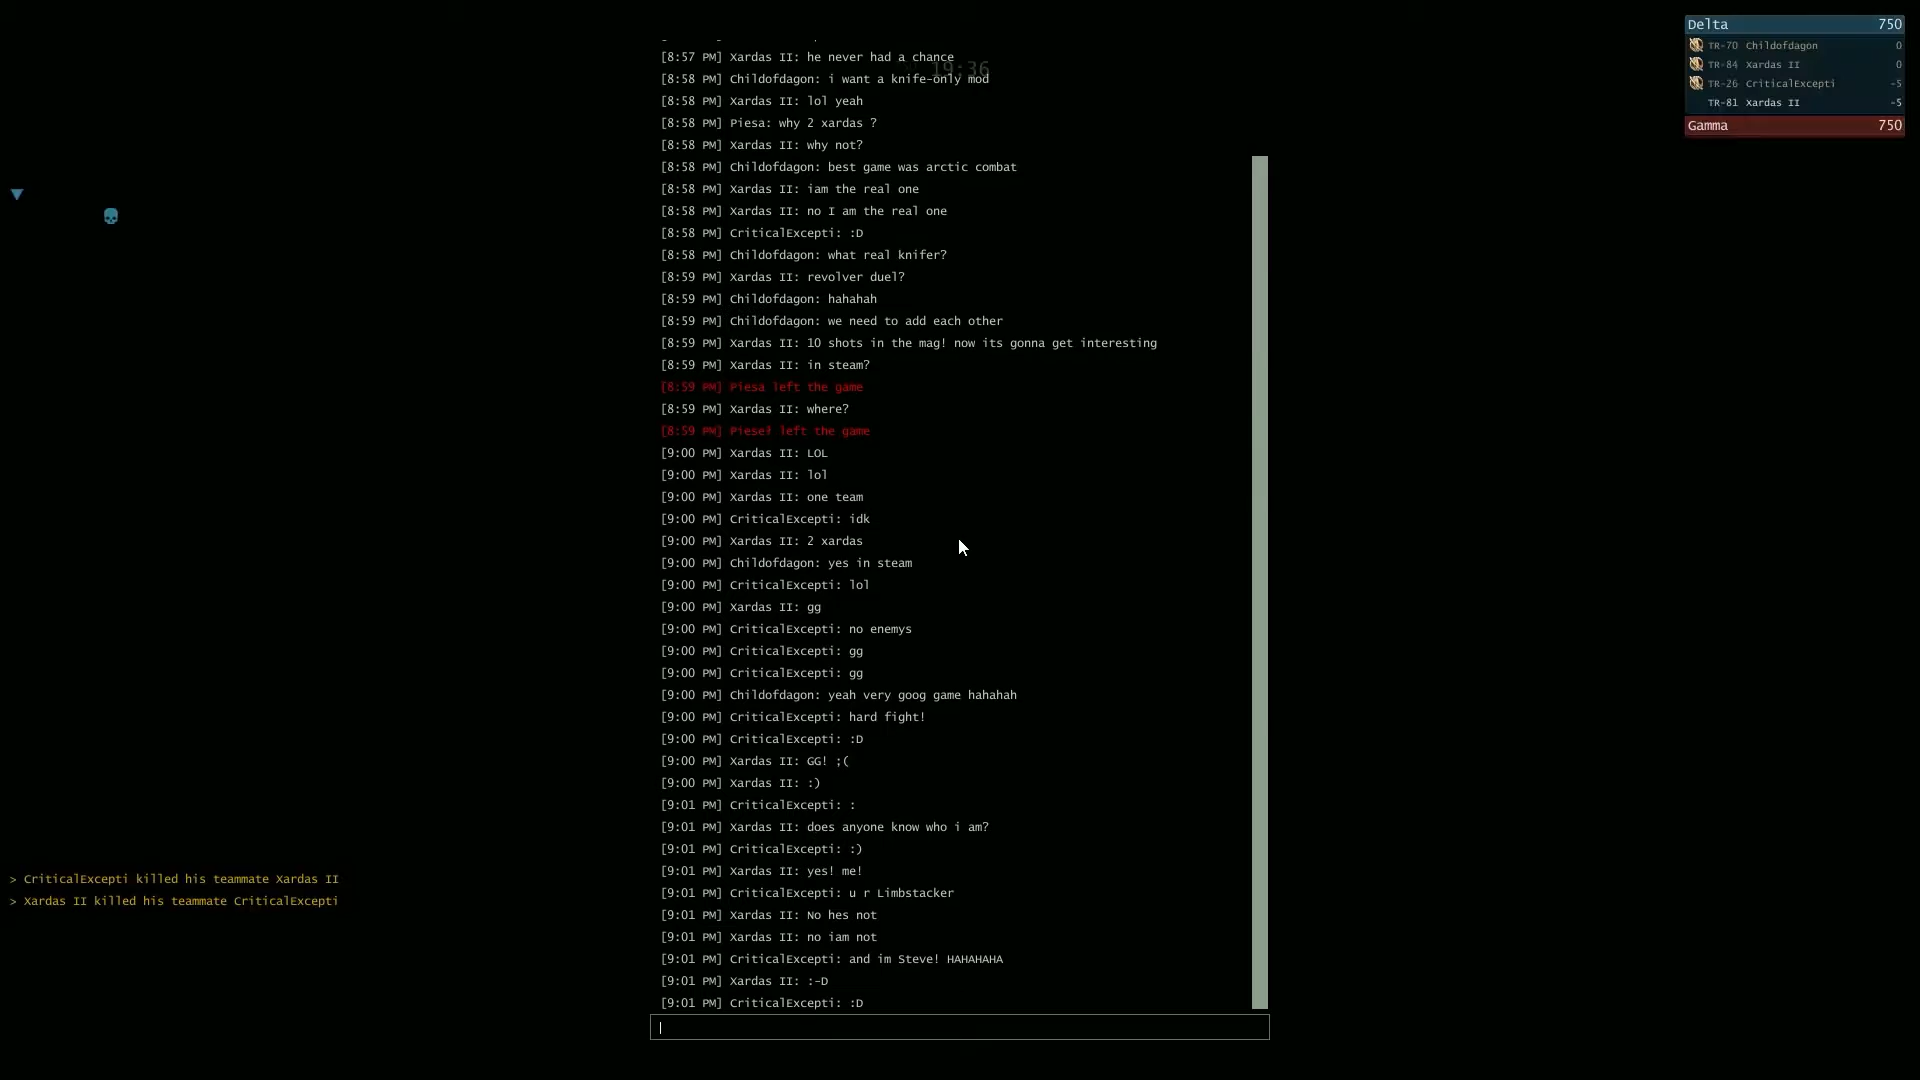 [8:57 PM] Xardas II: he never had a chance
19:36
[8:58 PM] Childofdagon: i want a knife-only mod
[8:58 PM] Xardas II: lol yeah
[8:58 PM] Piesa: why 2 xardas ?
[8:58 PM] Xardas II: why not?
[8:58 PM] Childofdagon: best game was arctic combat
[8:58 PM] Xardas II: iam the real one
[8:58 PM] Xardas II: no I am the real one
[8:58 PM] CriticalExcepti: :D
[8:58 PM] Childofdagon: what real knifer?
[8:59 PM] Xardas II: revolver duel?
[8:59 PM] Childofdagon: hahahah
[8:59 PM] Childofdagon: we need to add each other
[8:59 PM] Xardas II: 10 shots in the mag! now its gonna get interesting
[8:59 PM] Xardas II: in steam?
[8:59 PM] Piesa left the game
[8:59 PM] Xardas II: where?
[8:59 PM] Pieseł left the game
[9:00 PM] Xardas II: LOL
[9:00 PM] Xardas II: lol
[9:00 PM] Xardas II: one team
[9:00 PM] CriticalExcepti: idk
[9:00 PM] Xardas II: 2 xardas
[9:00 PM] Childofdagon: yes in steam
[9:00 PM] CriticalExcepti: lol
[9:00 PM] Xardas II: gg
[9:00 PM] CriticalExcepti: no enemys
[9:00 PM] CriticalExcepti: gg
[9:00 PM] CriticalExcepti: gg
[9:00 PM] Childofdagon: yeah very goog game hahahah
[9:00 PM] CriticalExcepti: hard fight!
[9:00 PM] CriticalExcepti: :D
[9:00 PM] Xardas II: GG! ;(
[9:00 PM] Xardas II: :)
[9:01 PM] CriticalExcepti: :
[9:01 PM] Xardas II: does anyone know who i am?
[9:01 PM] CriticalExcepti: :)
[9:01 PM] Xardas II: yes! me!
[9:01 PM] CriticalExcepti: u r Limbstacker
[9:01 PM] Xardas II: No hes not
[9:01 PM] Xardas II: no iam not
[9:01 PM] CriticalExcepti: and im Steve! HAHAHAHA
[9:01 PM] Xardas II: :-D
[9:01 PM] CriticalExcepti: :D
> CriticalExcepti killed his teammate Xardas II
> Xardas II killed his teammate CriticalExcepti
Delta 750
TR-70 Childofdagon 0
TR-84 Xardas II 0
TR-26 CriticalExcepti -5
TR-81 Xardas II -5
Gamma 750